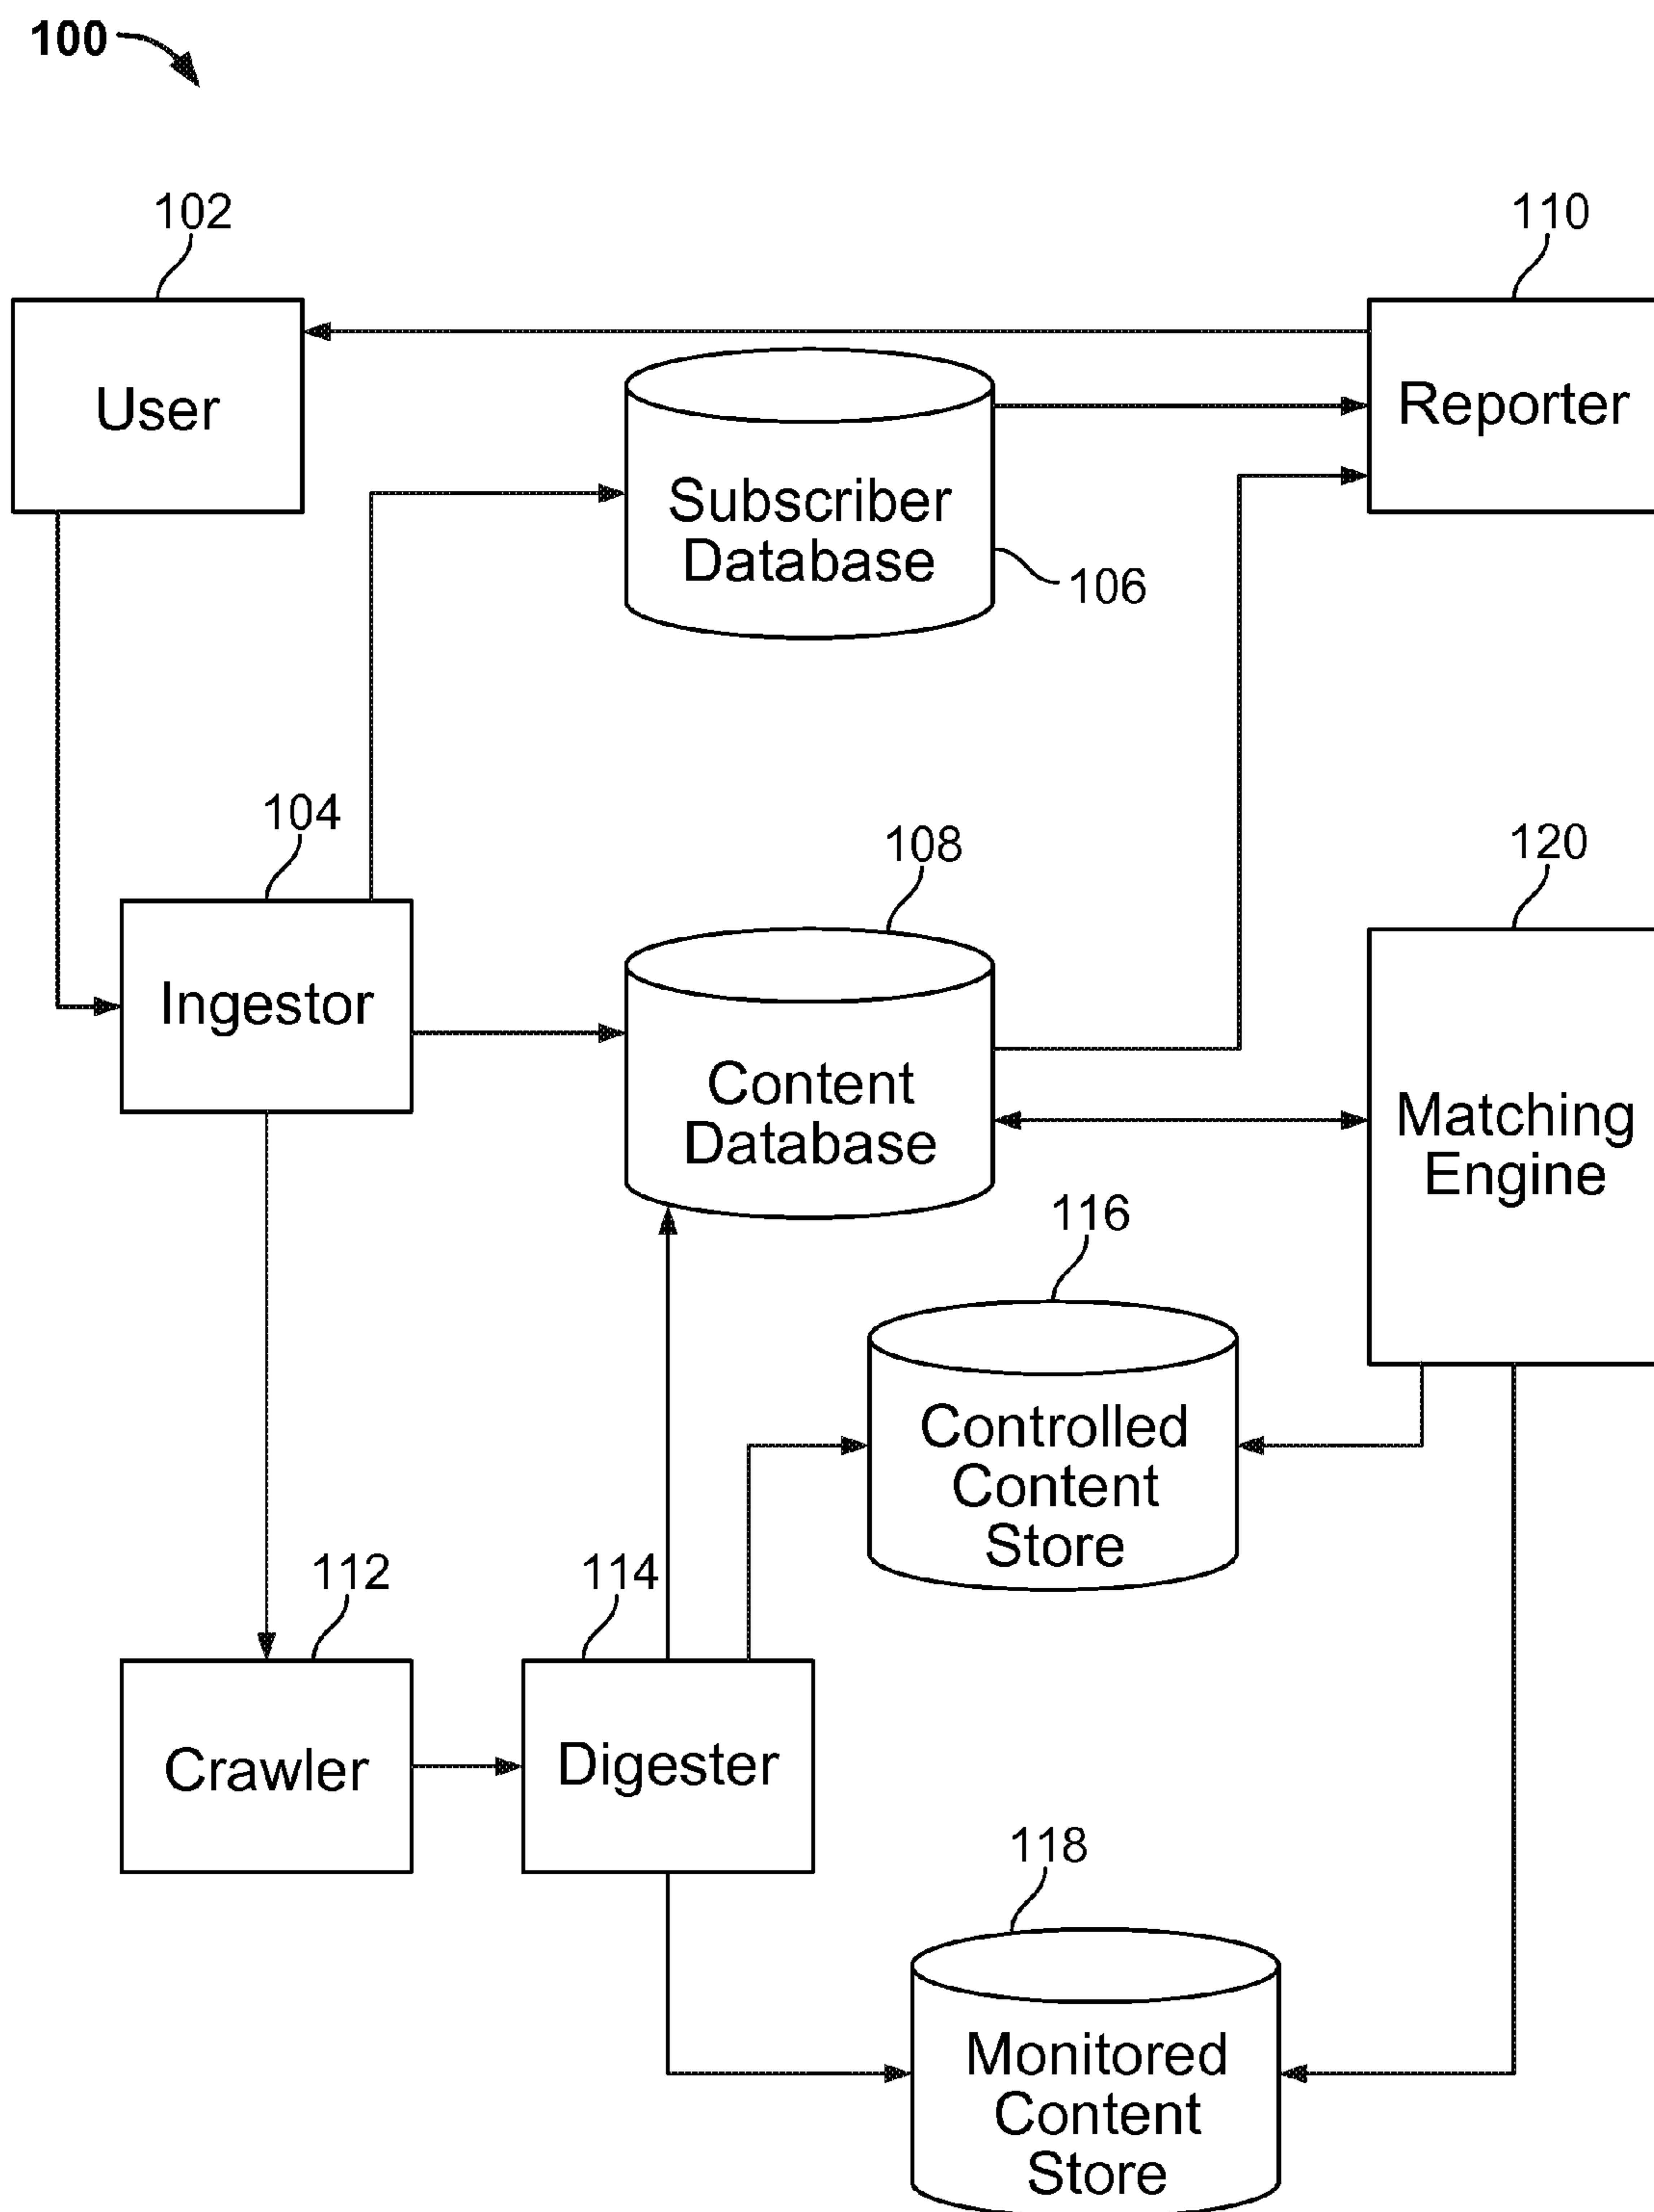 100
102
110
User
Reporter
Subscriber
Database
106
104
108
120
Ingestor
Content
Database
Matching
Engine
116
Controlled
Content
Store
112
114
Crawler
Digester
118
Monitored
Content
Store